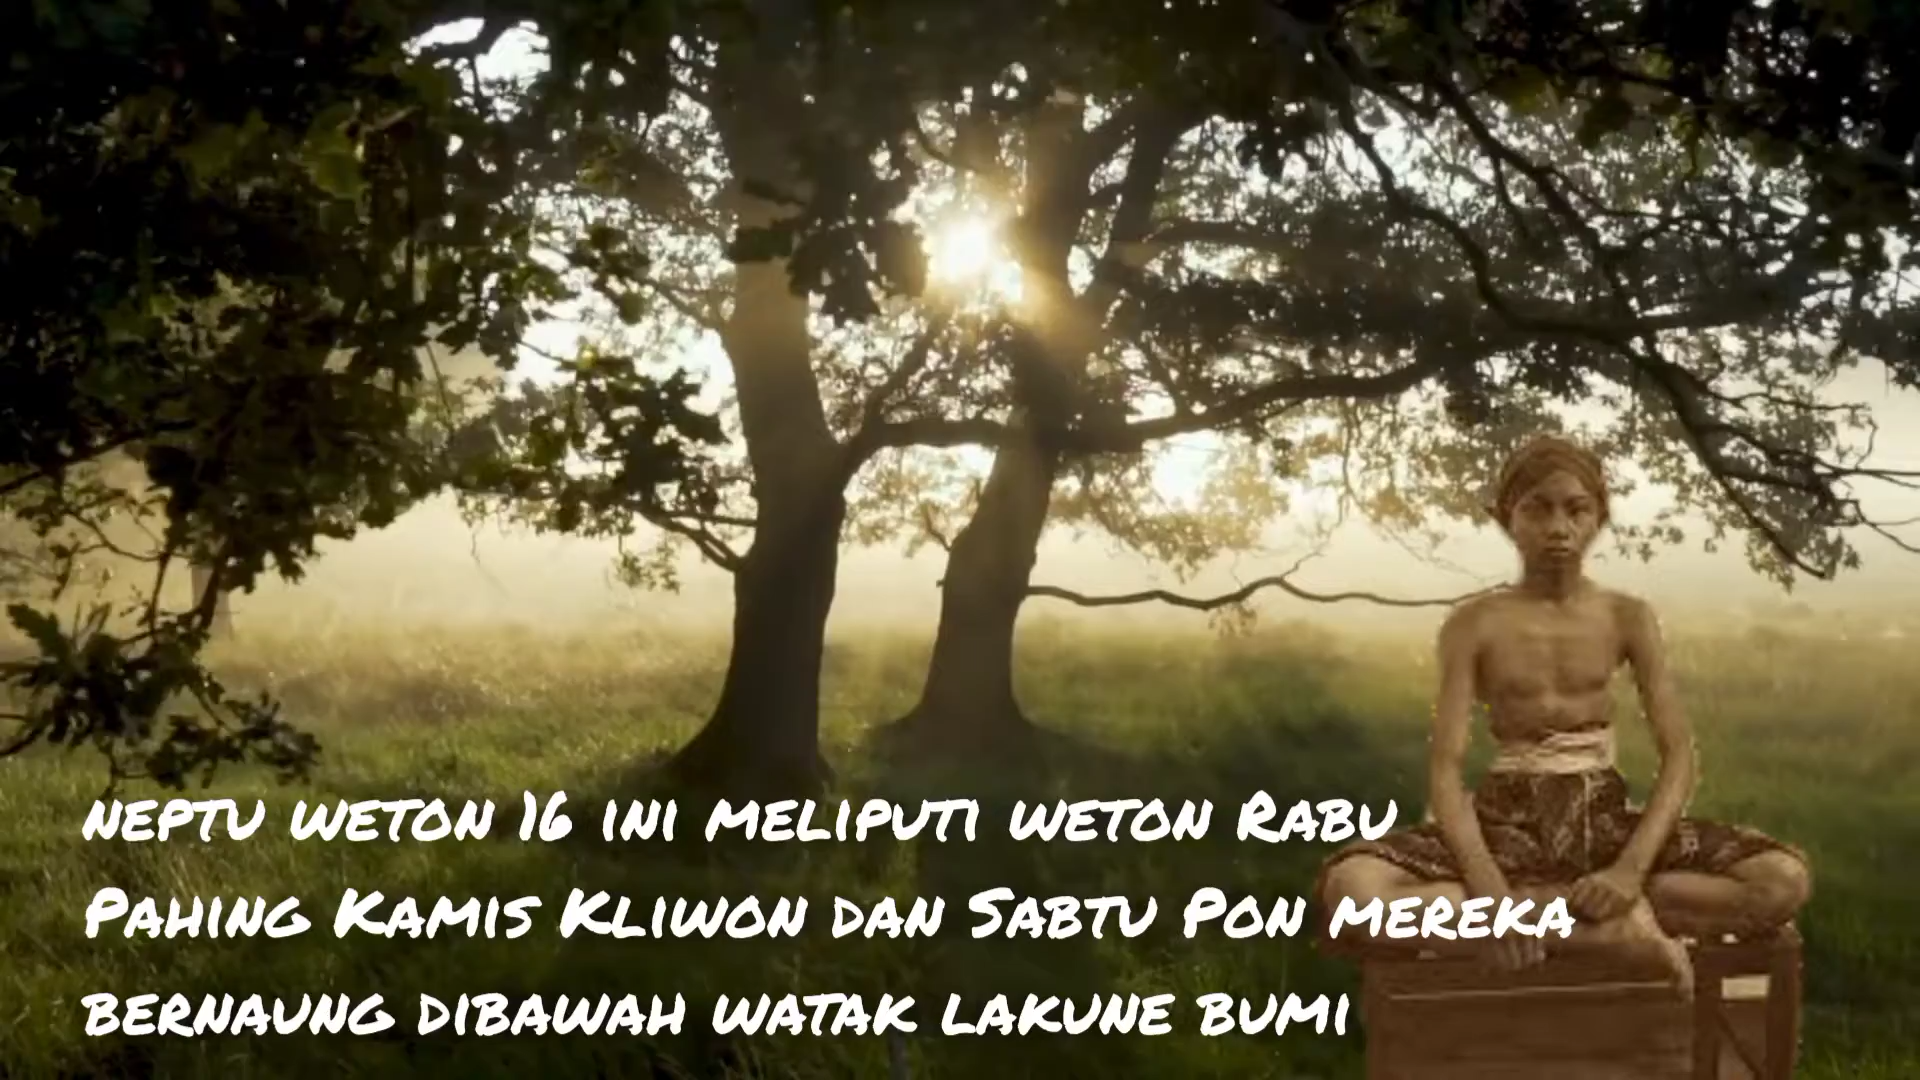 NEPTU WETON 16 INI MELIPUTI WETON RABU
PAHING KAMIS KLIWON DAN SABTU PON MEREKA
BERNAUNG DIBAWAH WATAK LAKUNE BUMI